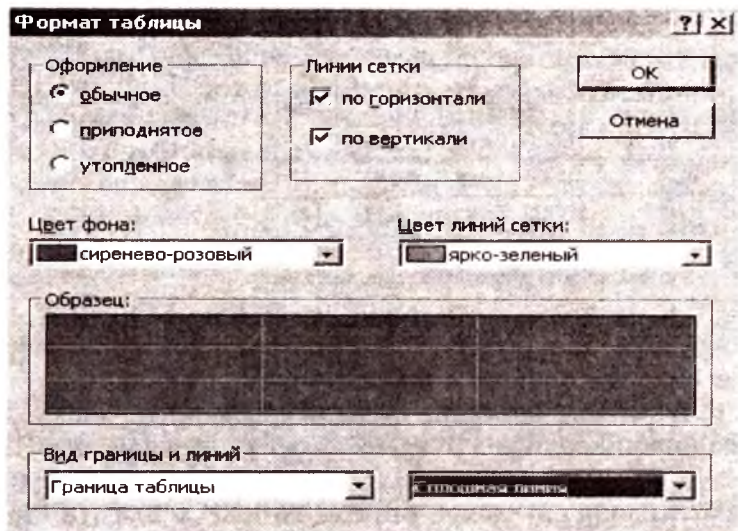 Формат таблицы
Оформление
обычное
приподнятое
утопленное
Линии сетки
по горизонтали
по вертикали
OK
Отмена
Цвет фона:
сиренево-розовый
Цвет линий сетки:
ярко-зеленый
Образец:
Вид границы и линий
Граница таблицы
Сплошная линия